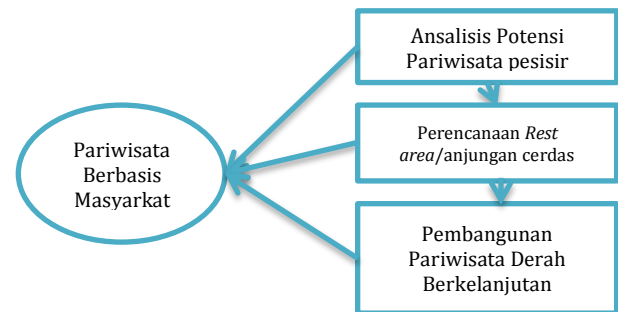 Ansalisis Potensi
Pariwisata pesisir
Perencanaan Rest
area/anjungan cerdas
Pariwisata
Berbasis
Masyarkat
Pembangunan
Pariwisata Derah
Berkelanjutan